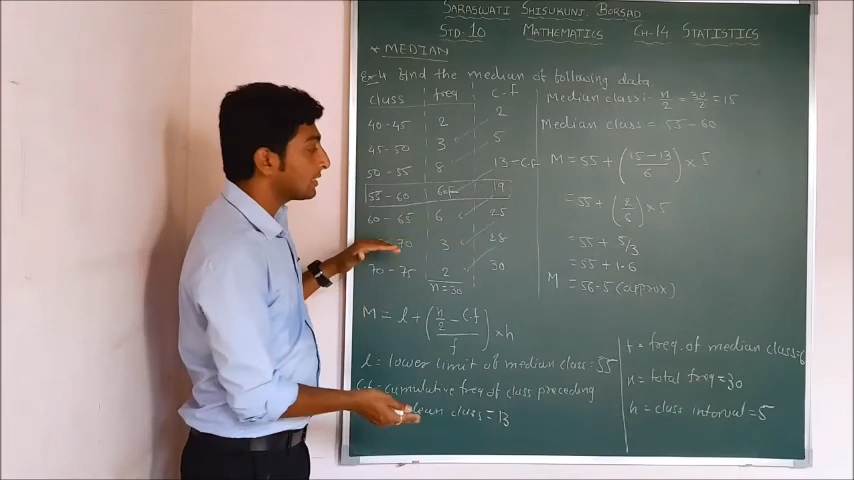 SARASWATI SHISUKUNJ, BORSAD
STD-10 MATHEMATICS CH-14 STATISTICS
* MEDIAN
Ex-4 Find the median of following data
class freq C-F
40-45 2 2
45-50 3 5
50-55 8 13-C.F
55-60 6=F 19
60-65 6 25
70 3 28
70-75 2 30
n=30
M = l + (n/2 - C.f / f) × h
l = lower limit of median class = 55
C.f = cumulative freq of class preceding
class = 13
Median class:- n/2 = 30/2 = 15
Median class = 55-60
M = 55 + (15-13 / 6) × 5
= 55 + (2/6) × 5
= 55 + 5/3
= 55 + 1.6
M = 56.5 (approx)
f = freq. of median class = 6
n = total freq = 30
h = class interval = 5